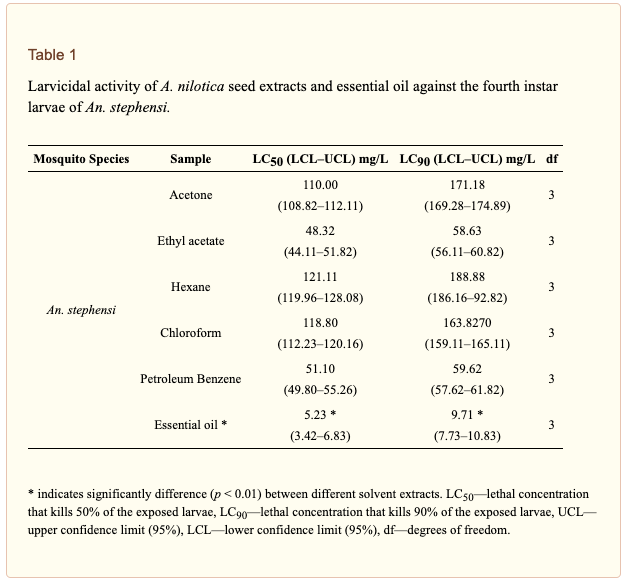 Table 1
Larvicidal activity of A. nilotica seed extracts and essential oil against the fourth instar
larvae of An. stephensi.
Mosquito Species Sample LC50 (LCL–UCL) mg/L LC90 (LCL–UCL) mg/L df
An. stephensi
Acetone 110.00 (108.82–112.11) 171.18 (169.28–174.89) 3
Ethyl acetate 48.32 (44.11–51.82) 58.63 (56.11–60.82) 3
Hexane 121.11 (119.96–128.08) 188.88 (186.16–92.82) 3
Chloroform 118.80 (112.23–120.16) 163.8270 (159.11–165.11) 3
Petroleum Benzene 51.10 (49.80–55.26) 59.62 (57.62–61.82) 3
Essential oil * 5.23 * (3.42–6.83) 9.71 * (7.73–10.83) 3
* indicates significantly difference (p < 0.01) between different solvent extracts. LC50—lethal concentration
that kills 50% of the exposed larvae, LC90—lethal concentration that kills 90% of the exposed larvae, UCL—
upper confidence limit (95%), LCL—lower confidence limit (95%), df—degrees of freedom.